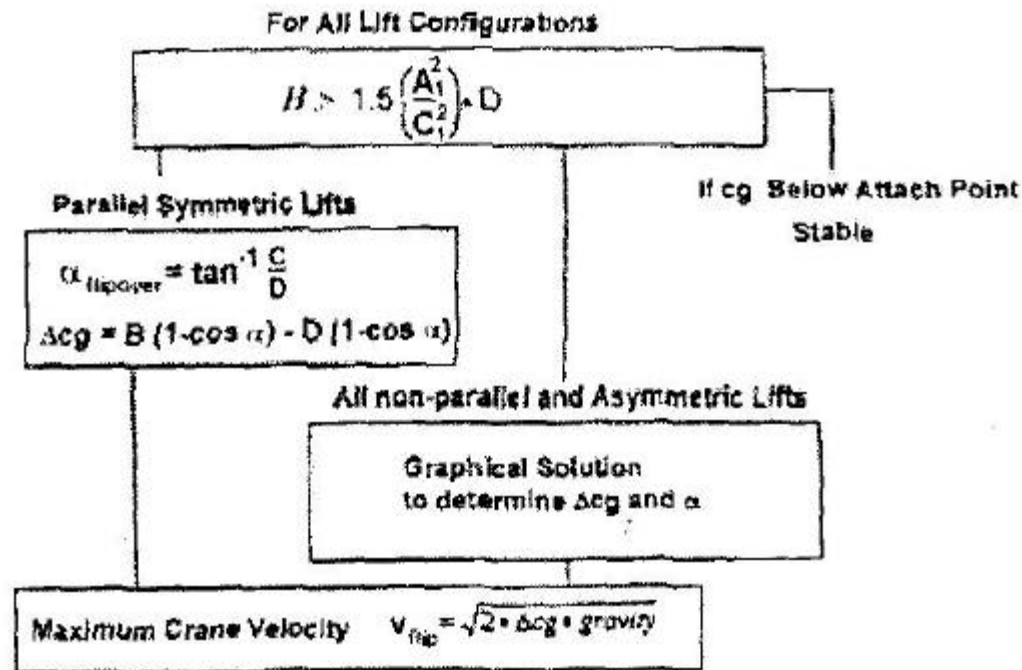 For All Lift Configurations
B > 1.5 (A₁²/C₁²) • D
If cg Below Attach Point
Stable
Parallel Symmetric Lifts
α flipover = tan⁻¹ C/D
Δcg = B (1-cos α) - D (1-cos α)
All non-parallel and Asymmetric Lifts
Graphical Solution
to determine Δcg and α
Maximum Crane Velocity V flip = √2 • Δcg • gravity